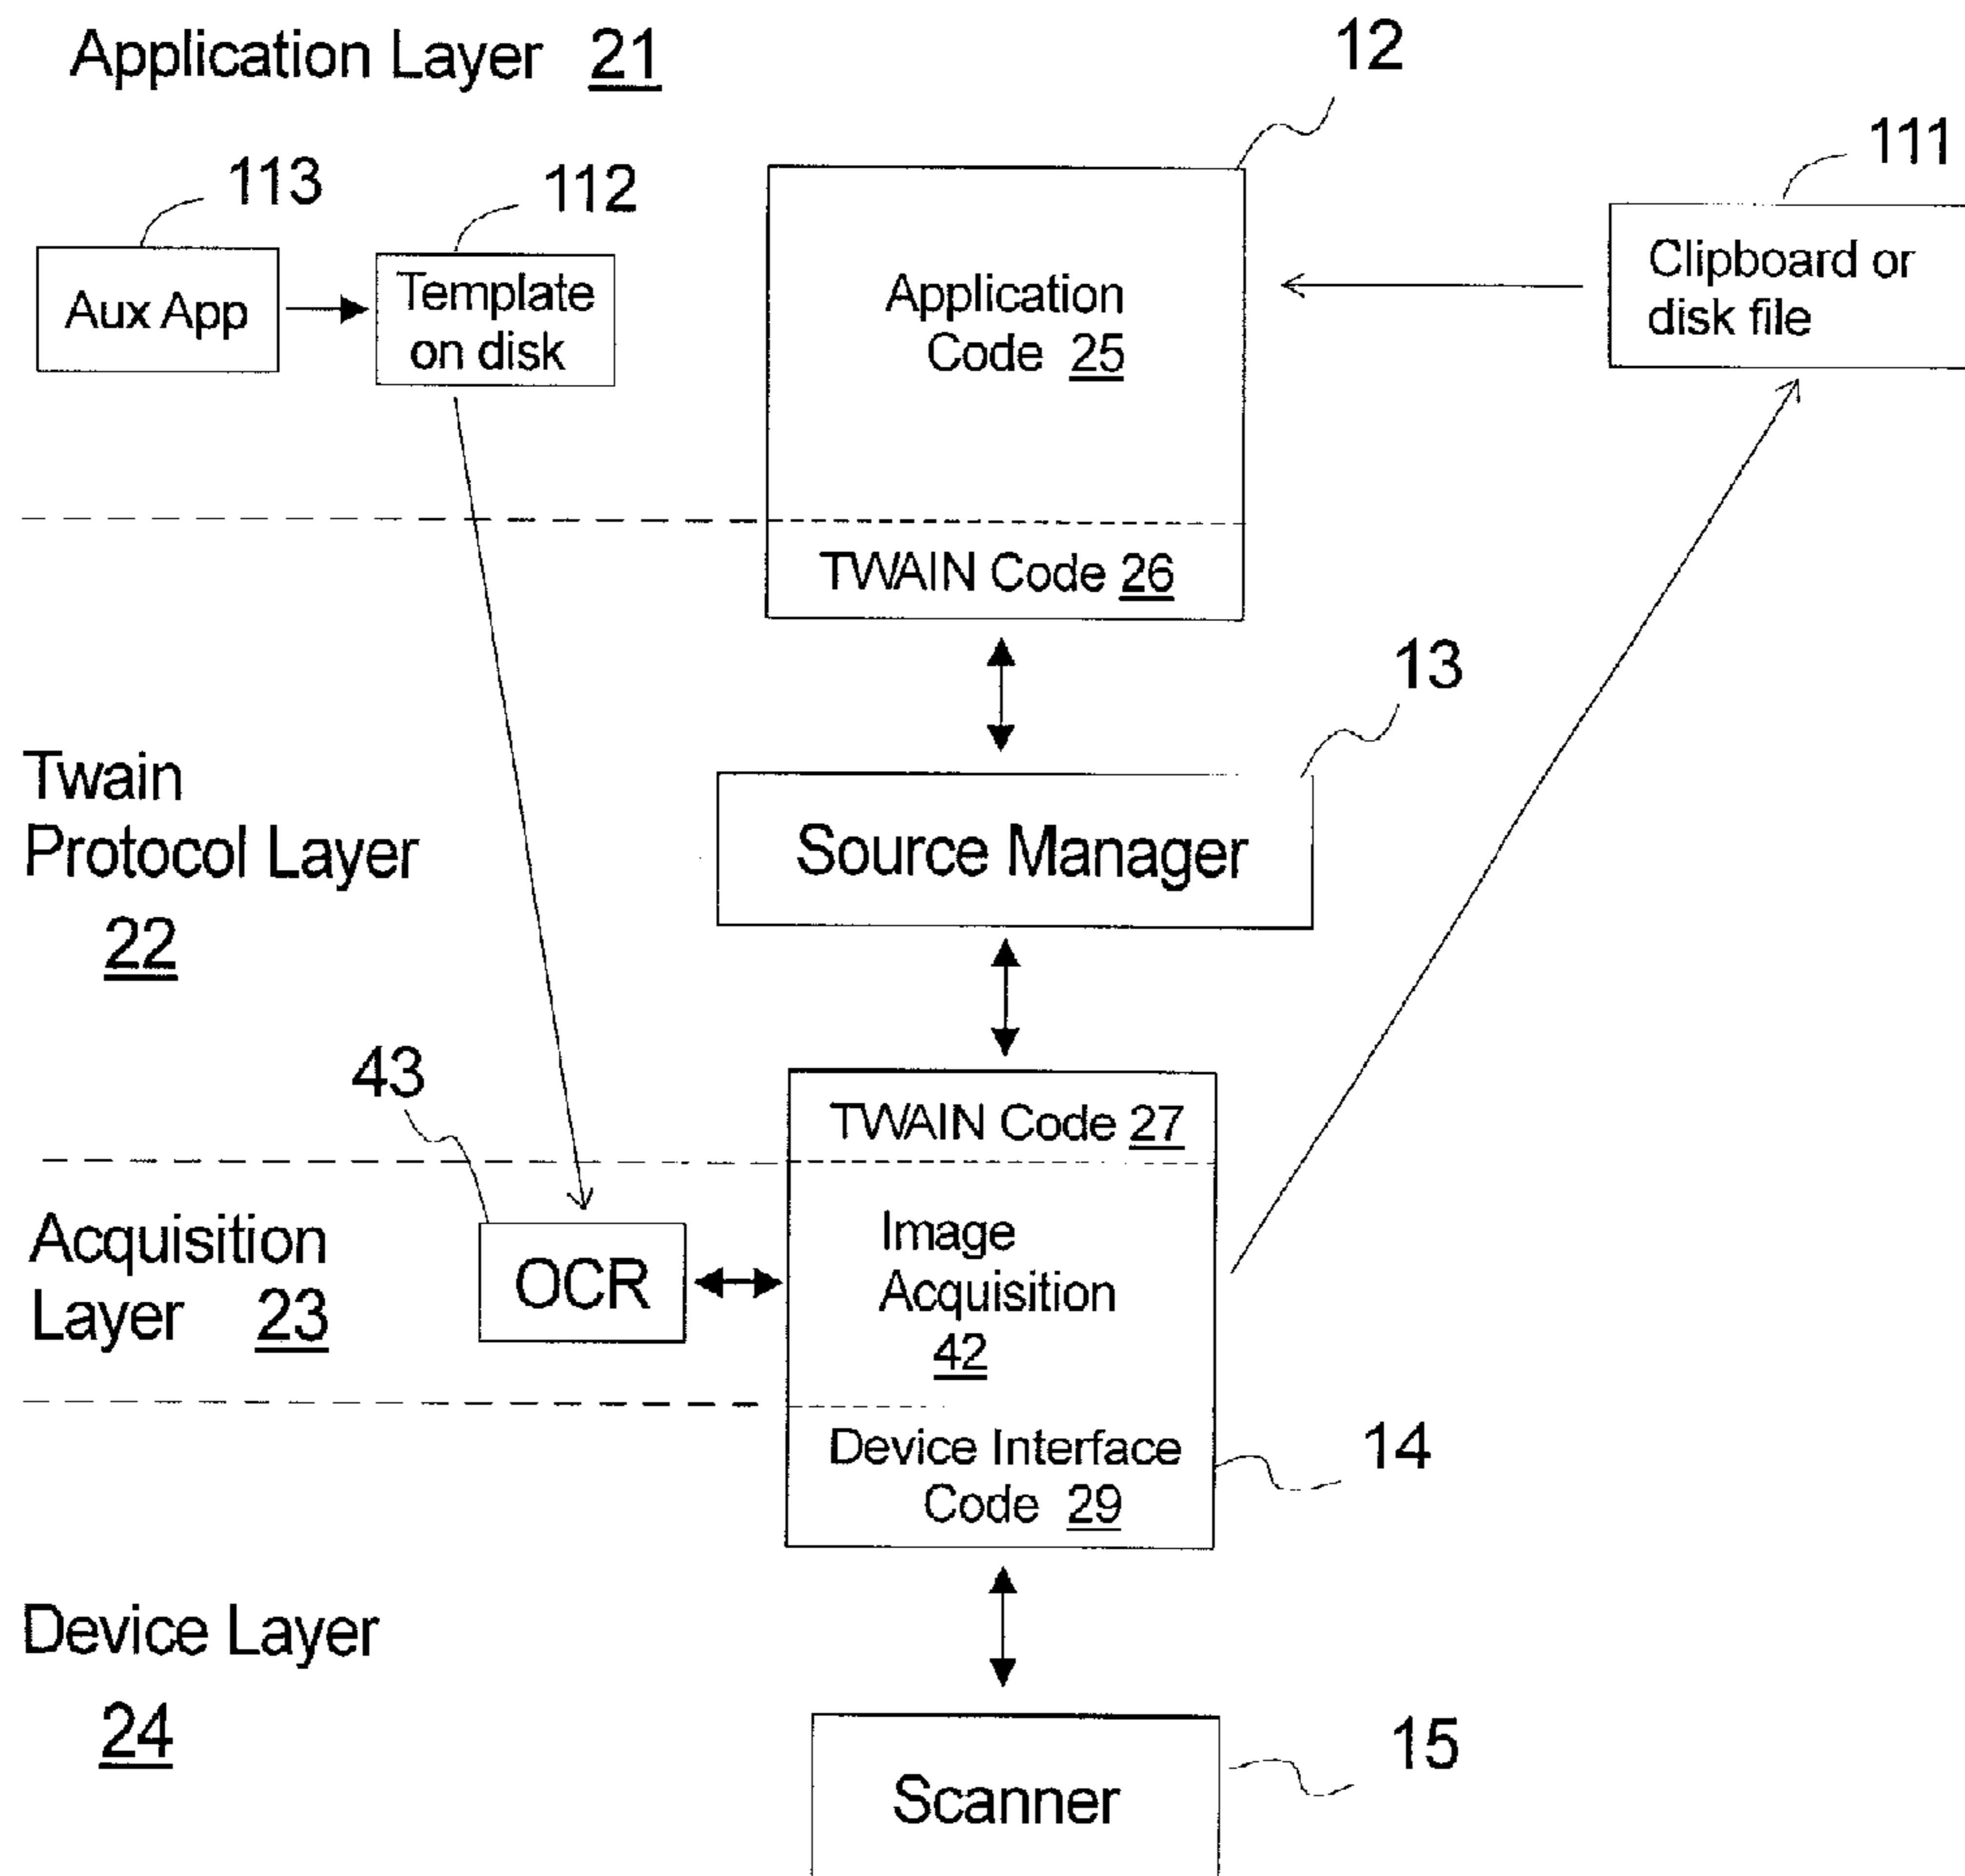 Application Layer 21
12
113
112
111
Aux App
Template
on disk
Application
Code 25
Clipboard or
disk file
TWAIN Code 26
13
Twain
Protocol Layer
22
Source Manager
43
TWAIN Code 27
Acquisition
Layer 23
OCR
Image
Acquisition
42
Device Interface
Code 29
14
Device Layer
24
Scanner
15